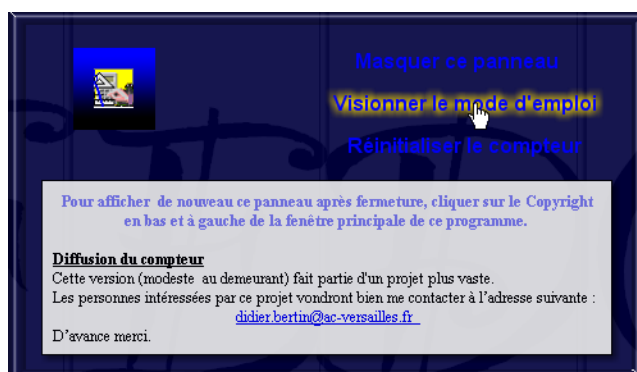 Masquer ce panneau
Visionner le mode d'emploi
Réinitialiser le compteur
Pour afficher de nouveau ce panneau après fermeture, cliquer sur le Copyright
en bas et à gauche de la fenêtre principale de ce programme.
Diffusion du compteur
Cette version (modeste au demeurant) fait partie d'un projet plus vaste.
Les personnes intéressées par ce projet vondront bien me contacter à l'adresse suivante :
didier.bertin@ac-versailles.fr
D'avance merci.